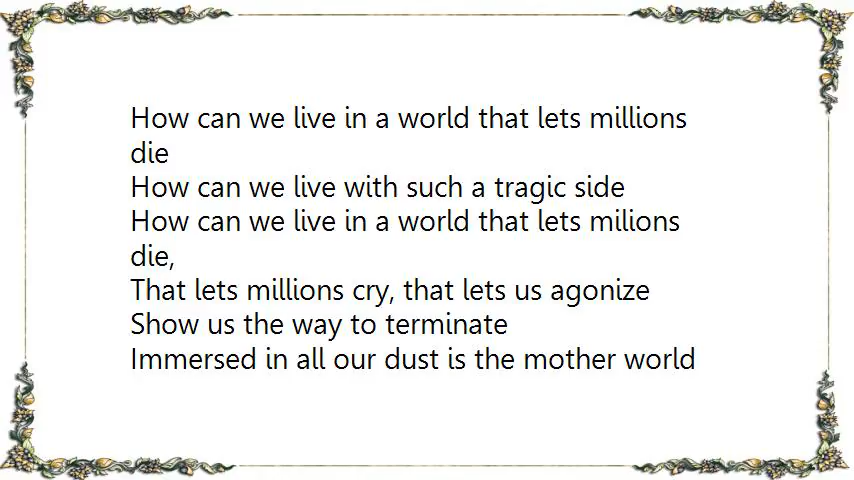 How can we live in a world that lets millions
die
How can we live with such a tragic side
How can we live in a world that lets milions
die,
That lets millions cry, that lets us agonize
Show us the way to terminate
Immersed in all our dust is the mother world